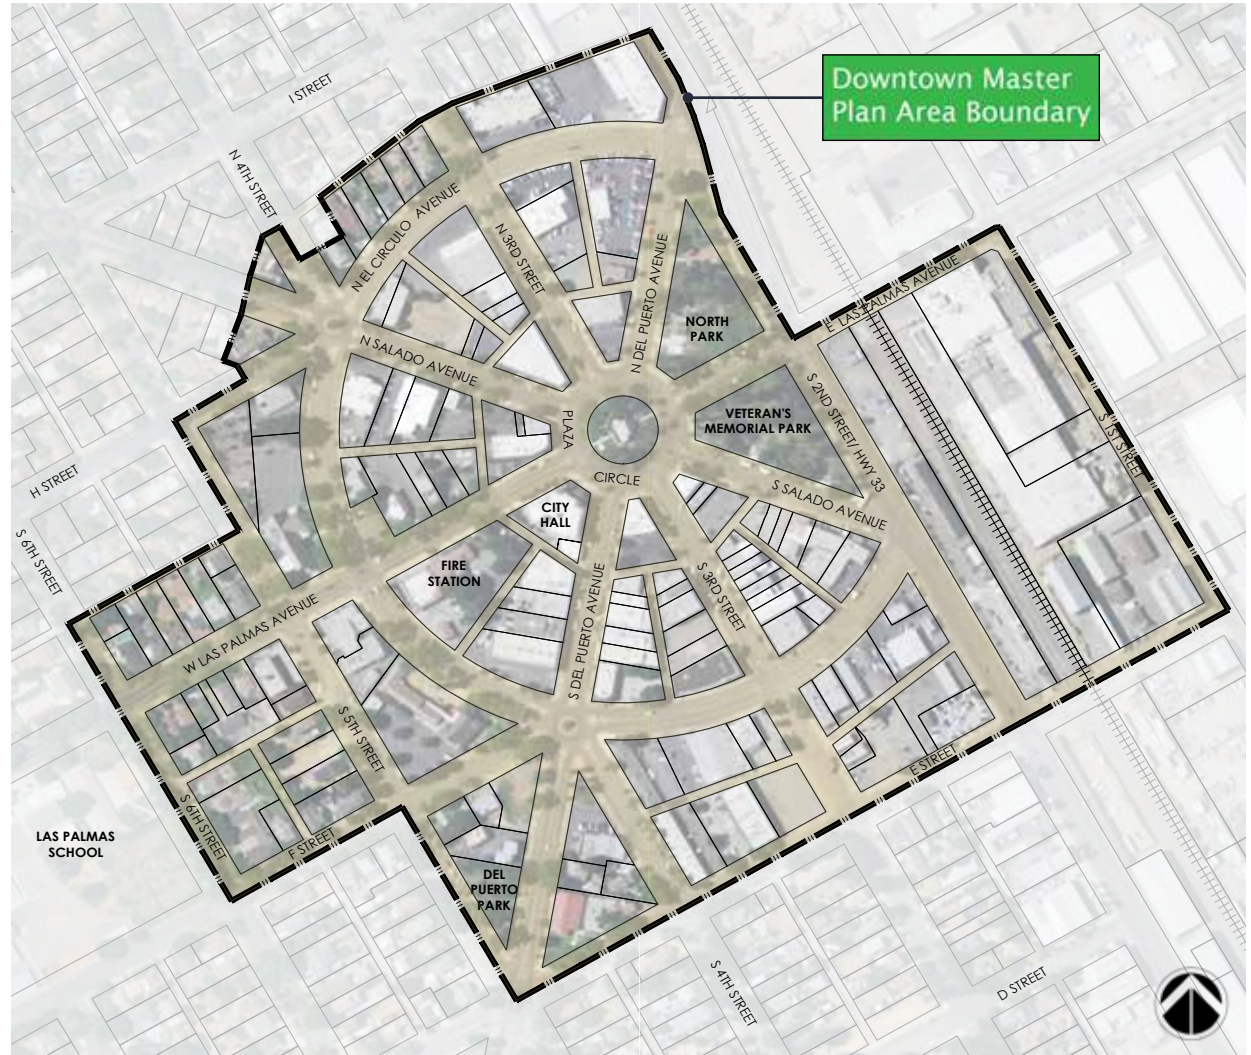 Downtown Master
Plan Area Boundary
I STREET
N 4TH STREET
N EL CIRCULO AVENUE
N 3RD STREET
N DEL PUERTO AVENUE
E LAS PALMAS AVENUE
NORTH
PARK
N SALADO AVENUE
S 2ND STREET/ HWY 33
VETERAN'S
MEMORIAL PARK
S 1ST STREET
PLAZA
CIRCLE
H STREET
S SALADO AVENUE
CITY
HALL
S 6TH STREET
FIRE
STATION
S DEL PUERTO AVENUE
S 3RD STREET
W LAS PALMAS AVENUE
S 5TH STREET
E STREET
S 6TH STREET
F STREET
LAS PALMAS
SCHOOL
DEL
PUERTO
PARK
S 4TH STREET
D STREET